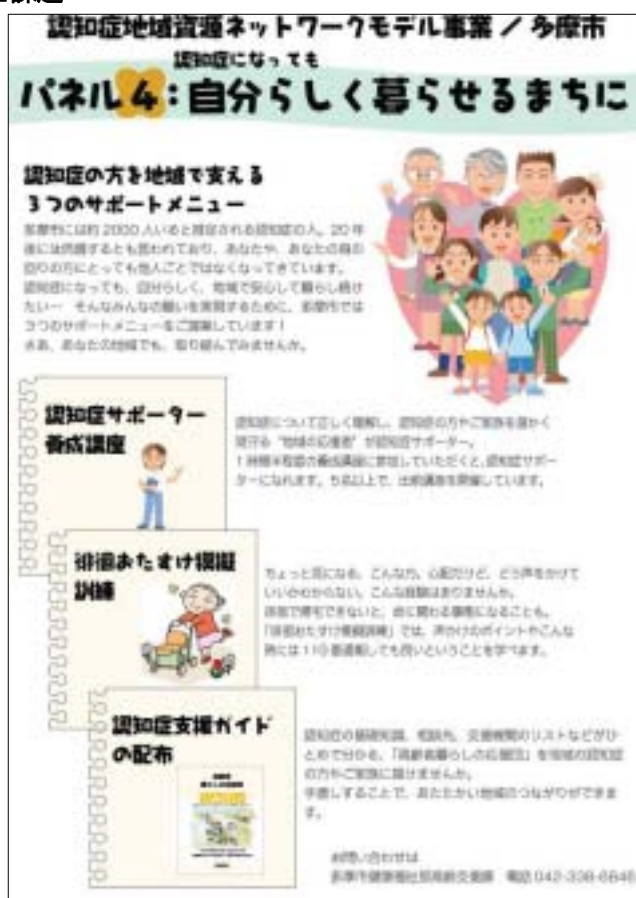 認知症地域資源ネットワークモデル事業 / 多摩市
認知症になっても
パネル4:自分らしく暮らせるまちに
認知症の方を地域で支える
3つのサポートメニュー
多摩市には約2000人いると推定される認知症の人。20年
後には倍増するとも言われており、あなたや、あなたの身の
回りの方にとっても他人ごとではなくなってきています。
認知症になっても、自分らしく、地域で安心して暮らし続け
たい― そんなみんなの願いを実現するために、多摩市では
3つのサポートメニューをご提案しています!
さあ、あなたの地域でも、取り組んでみませんか。
認知症サポーター
養成講座
認知症について正しく理解し、認知症の方やご家族を温かく
見守る“地域の応援者”が認知症サポーター。
1時間半程度の養成講座に参加していただくと、認知症サポー
ターになれます。5名以上で、出前講座を開催しています。
徘徊おたすけ模擬
訓練
ちょっと気になる、こんな方。心配だけど、どう声をかけて
いいかわからない。こんな経験はありませんか。
徘徊で帰宅できないと、命に関わる事態になることも。
「徘徊おたすけ模擬訓練」では、声かけのポイントやこんな
時には110番通報しても良いということを学べます。
認知症支援ガイド
の配布
認知症の基礎知識、相談先、支援機関のリストなどがひ
とめで分かる、「高齢者暮らしの応援団」を地域の認知症
の方やご家族に届けませんか。
手渡しすることで、あたたかい地域のつながりができま
す。
お問い合わせは
多摩市健康福祉部高齢支援課 電話042-338-6846